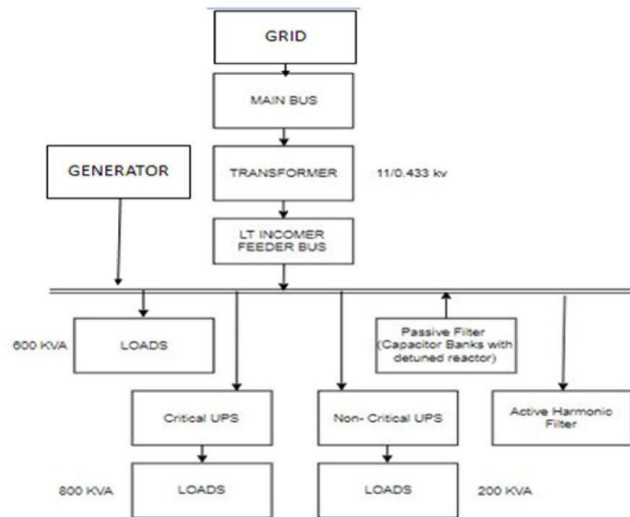 GRID
MAIN BUS
GENERATOR
TRANSFORMER
11/0.433 kv
LT INCOMER
FEEDER BUS
600 KVA
LOADS
Passive Filter
(Capacitor Banks with
detuned reactor)
Critical UPS
Non- Critical UPS
Active Harmonic
Filter
800 KVA
LOADS
LOADS
200 KVA